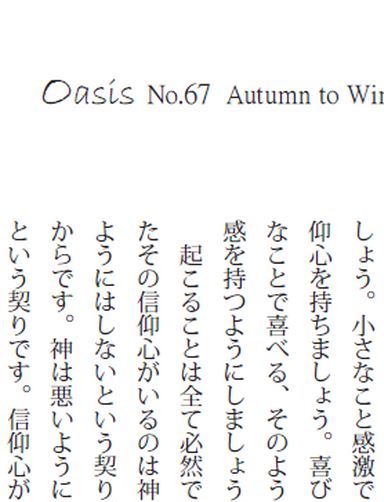 Oasis No.67 Autumn to Win
しょう。小さなこと感激で
仰心を持ちましょう。喜び
なことで喜べる、そのよう
感を持つようにしましょう
起こることは全て必然で
たその信仰心がいるのは神
ようにはしないという契り
からです。神は悪いように
という契りです。信仰心が